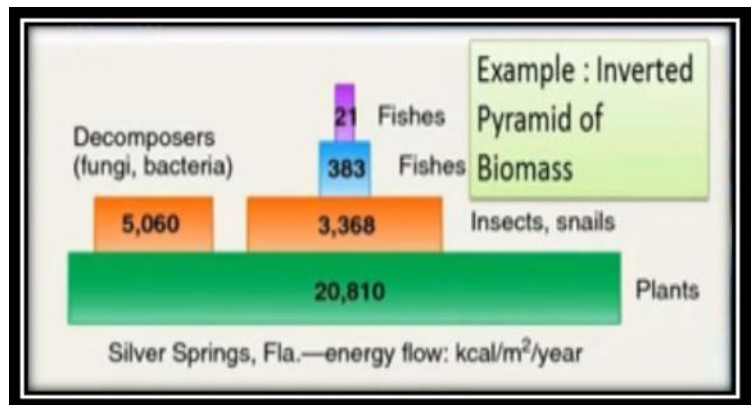 Example : Inverted
Pyramid of
Biomass
21 Fishes
Decomposers
(fungi, bacteria)
383 Fishes
5,060 3,368 Insects, snails
20,810 Plants
Silver Springs, Fla.—energy flow: kcal/m²/year